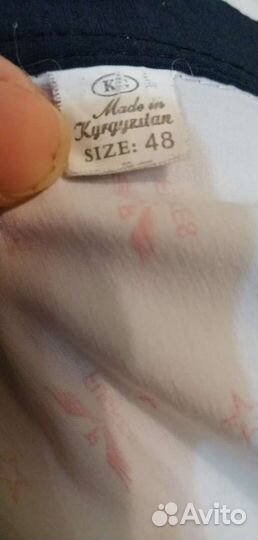 K
Made in
Kyrgyzstan
SIZE: 48
Avito